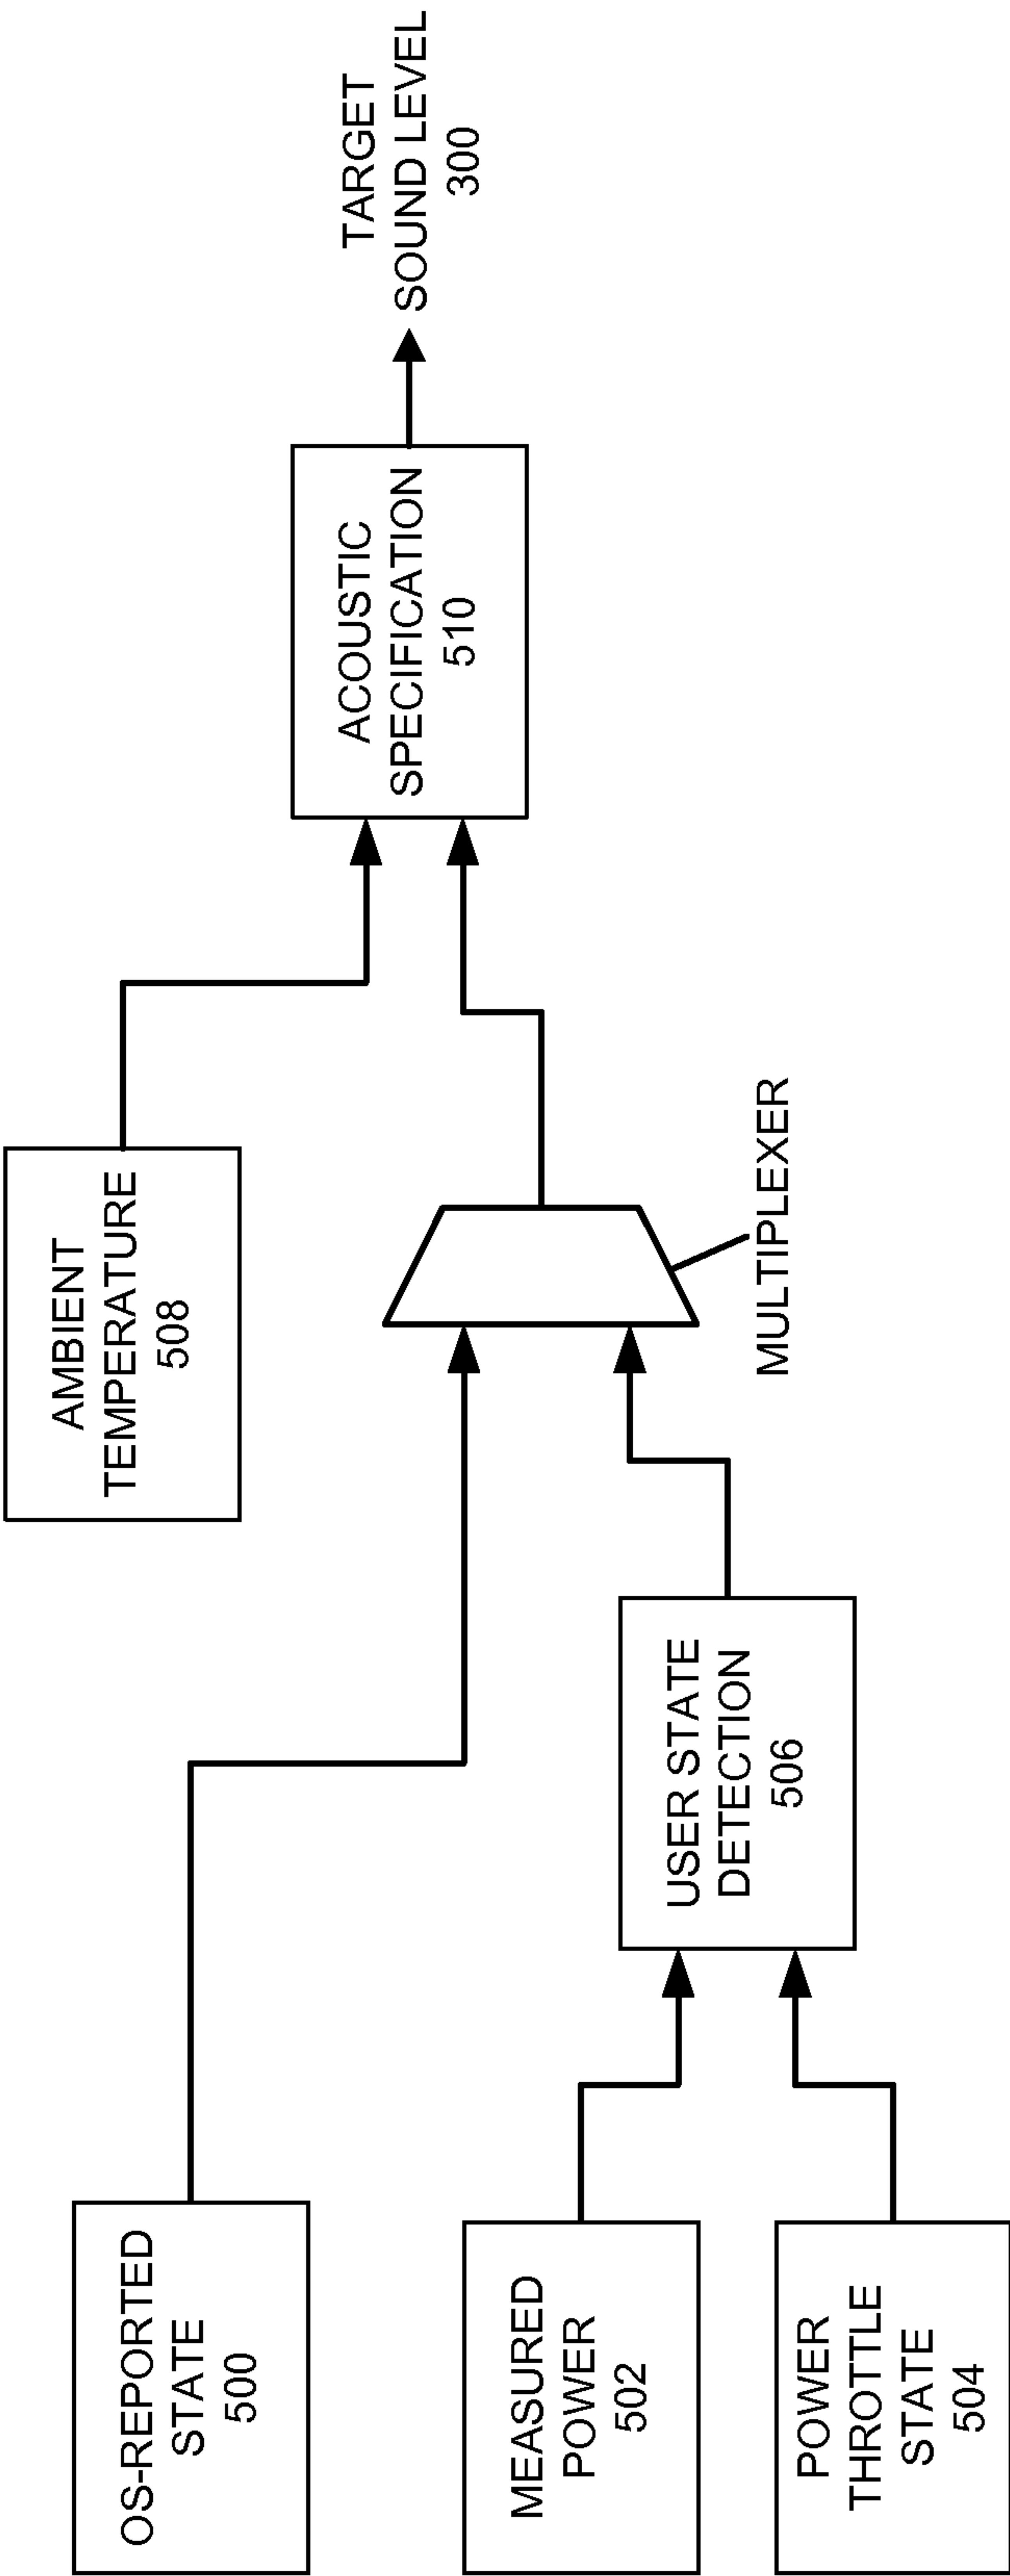 OS-REPORTED
STATE
500
MEASURED
POWER
502
POWER
THROTTLE
STATE
504
USER STATE
DETECTION
506
AMBIENT
TEMPERATURE
508
MULTIPLEXER
ACOUSTIC
SPECIFICATION
510
TARGET
SOUND LEVEL
300